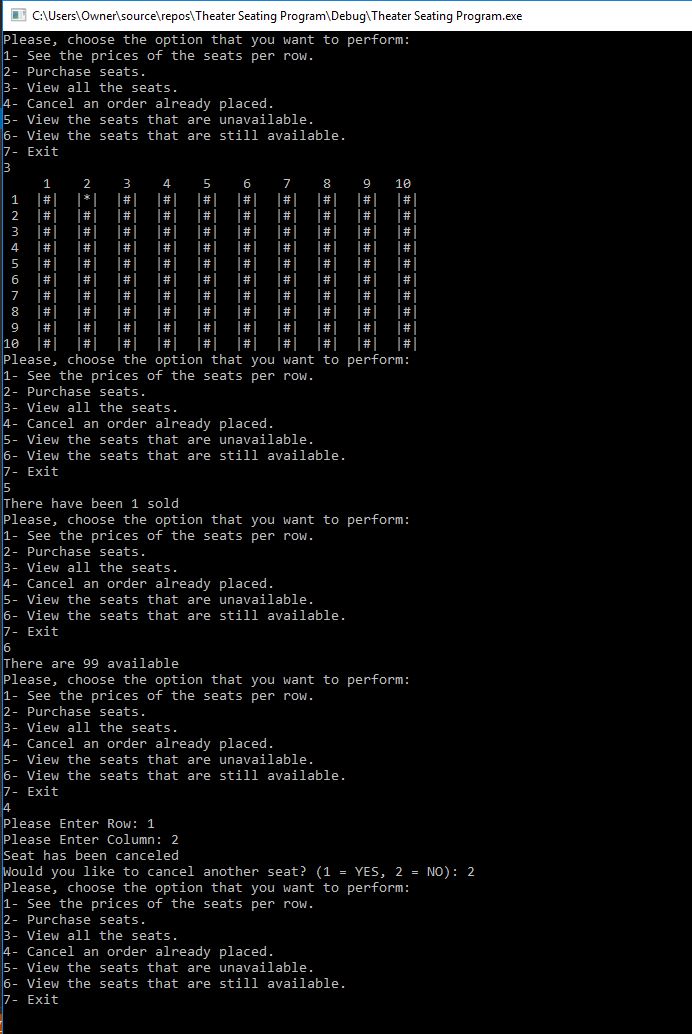 C:\Users\Owner\source\repos\Theater Seating Program\Debug\Theater Seating Program.exe
Please, choose the option that you want to perform:
1- See the prices of the seats per row.
2- Purchase seats.
3- View all the seats.
4- Cancel an order already placed.
5- View the seats that are unavailable.
6- View the seats that are still available.
7- Exit
3
     1    2    3    4    5    6    7    8    9   10
 1  |#|  |*|  |#|  |#|  |#|  |#|  |#|  |#|  |#|  |#|
 2  |#|  |#|  |#|  |#|  |#|  |#|  |#|  |#|  |#|  |#|
 3  |#|  |#|  |#|  |#|  |#|  |#|  |#|  |#|  |#|  |#|
 4  |#|  |#|  |#|  |#|  |#|  |#|  |#|  |#|  |#|  |#|
 5  |#|  |#|  |#|  |#|  |#|  |#|  |#|  |#|  |#|  |#|
 6  |#|  |#|  |#|  |#|  |#|  |#|  |#|  |#|  |#|  |#|
 7  |#|  |#|  |#|  |#|  |#|  |#|  |#|  |#|  |#|  |#|
 8  |#|  |#|  |#|  |#|  |#|  |#|  |#|  |#|  |#|  |#|
 9  |#|  |#|  |#|  |#|  |#|  |#|  |#|  |#|  |#|  |#|
10  |#|  |#|  |#|  |#|  |#|  |#|  |#|  |#|  |#|  |#|
Please, choose the option that you want to perform:
1- See the prices of the seats per row.
2- Purchase seats.
3- View all the seats.
4- Cancel an order already placed.
5- View the seats that are unavailable.
6- View the seats that are still available.
7- Exit
5
There have been 1 sold
Please, choose the option that you want to perform:
1- See the prices of the seats per row.
2- Purchase seats.
3- View all the seats.
4- Cancel an order already placed.
5- View the seats that are unavailable.
6- View the seats that are still available.
7- Exit
6
There are 99 available
Please, choose the option that you want to perform:
1- See the prices of the seats per row.
2- Purchase seats.
3- View all the seats.
4- Cancel an order already placed.
5- View the seats that are unavailable.
6- View the seats that are still available.
7- Exit
4
Please Enter Row: 1
Please Enter Column: 2
Seat has been canceled
Would you like to cancel another seat? (1 = YES, 2 = NO): 2
Please, choose the option that you want to perform:
1- See the prices of the seats per row.
2- Purchase seats.
3- View all the seats.
4- Cancel an order already placed.
5- View the seats that are unavailable.
6- View the seats that are still available.
7- Exit